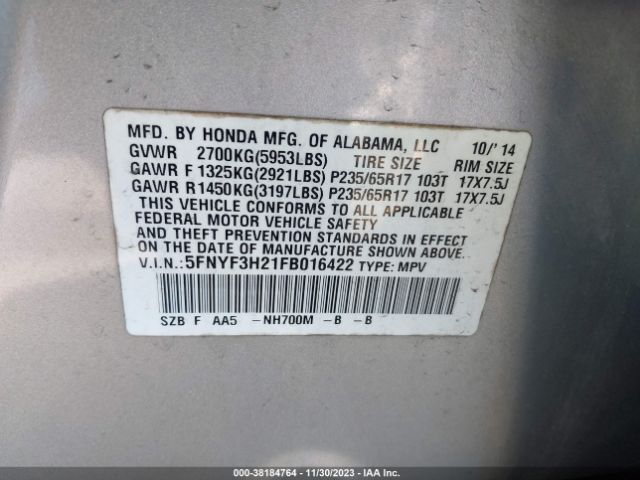 MFD. BY HONDA MFG. OF ALABAMA, LLC 10/'14
GVWR 2700KG(5953LBS) TIRE SIZE RIM SIZE
GAWR F 1325KG(2921LBS) P235/65R17 103T 17X7.5J
GAWR R1450KG(3197LBS) P235/65R17 103T 17X7.5J
THIS VEHICLE CONFORMS TO ALL APPLICABLE
FEDERAL MOTOR VEHICLE SAFETY
AND THEFT PREVENTION STANDARDS IN EFFECT
ON THE DATE OF MANUFACTURE SHOWN ABOVE.
V.I.N.:5FNYF3H21FB016422 TYPE: MPV
SZB F AA5 -NH700M -B -B
000-38184764 - 11/30/2023 - IAAI.COM